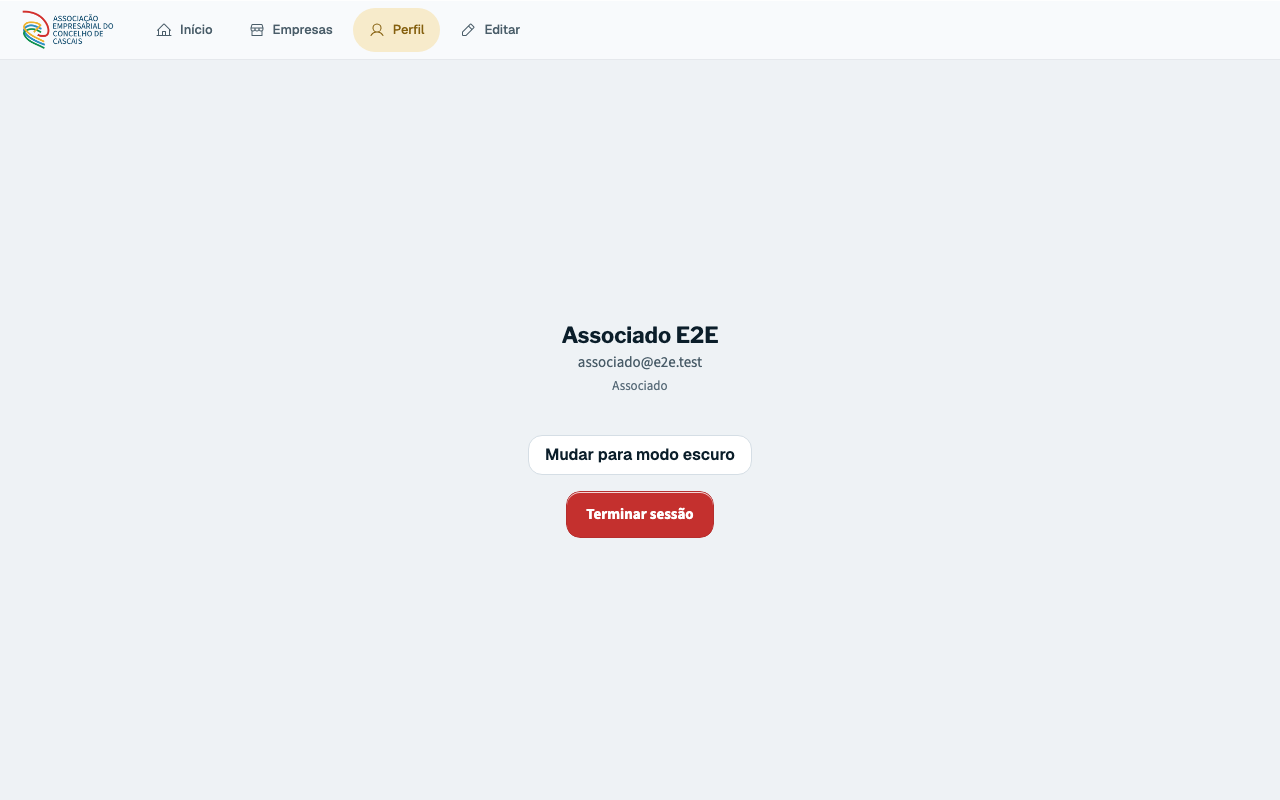 ASSOCIAÇÃO
EMPRESARIAL DO
CONCELHO DE
CASCAIS
Início
Empresas
Perfil
Editar
Associado E2E
associado@e2e.test
Associado
Mudar para modo escuro
Terminar sessão